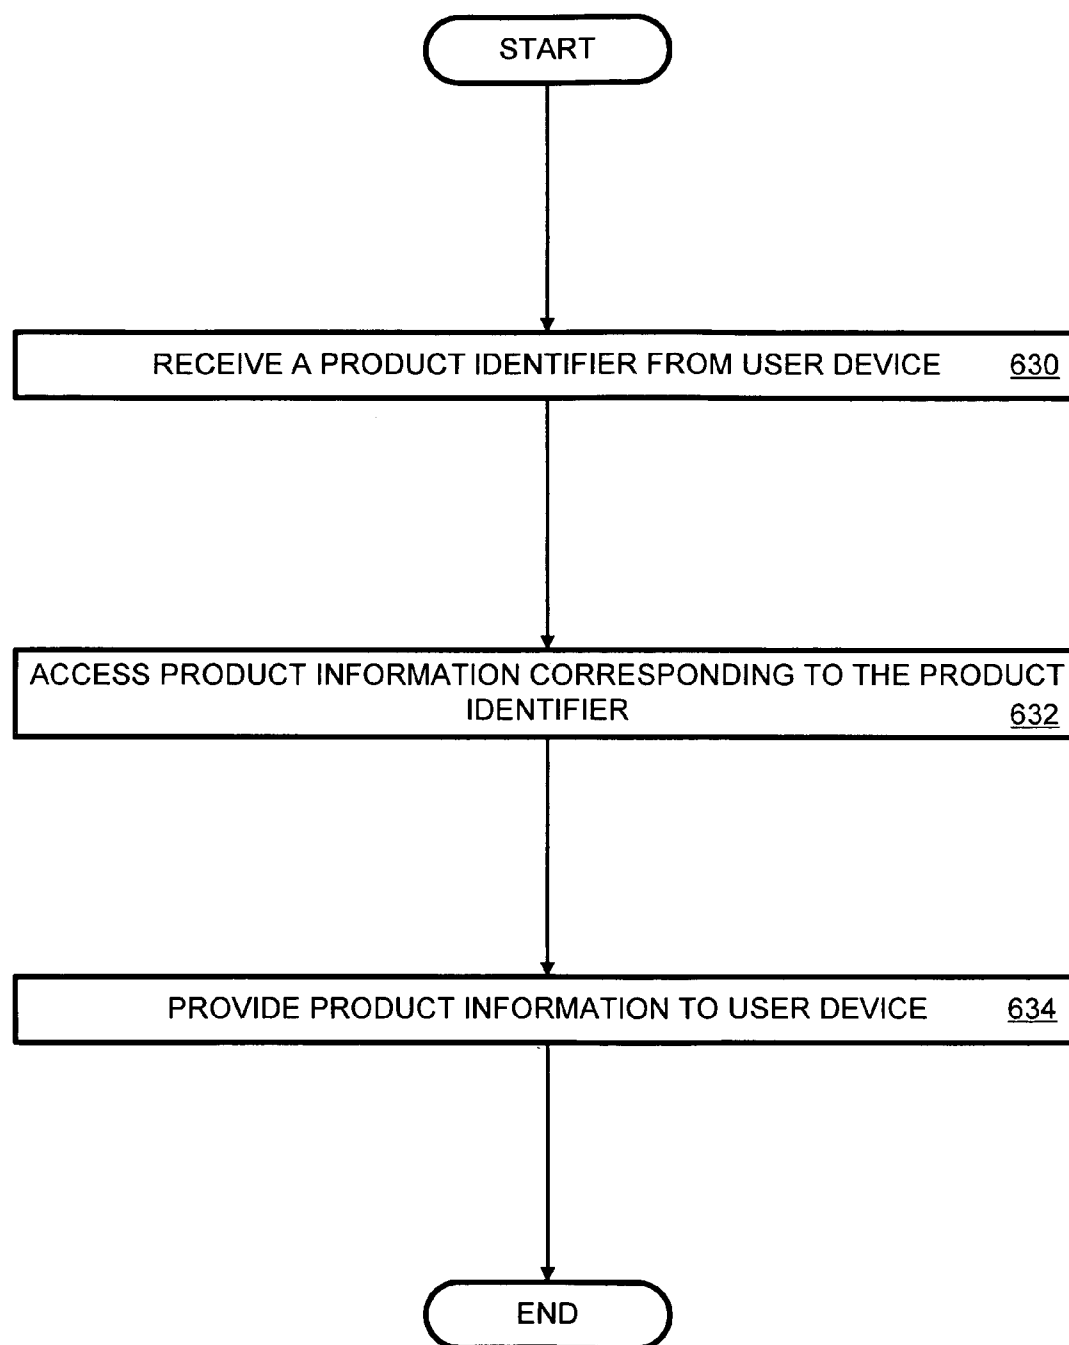 START
RECEIVE A PRODUCT IDENTIFIER FROM USER DEVICE 630
ACCESS PRODUCT INFORMATION CORRESPONDING TO THE PRODUCT
IDENTIFIER 632
PROVIDE PRODUCT INFORMATION TO USER DEVICE 634
END